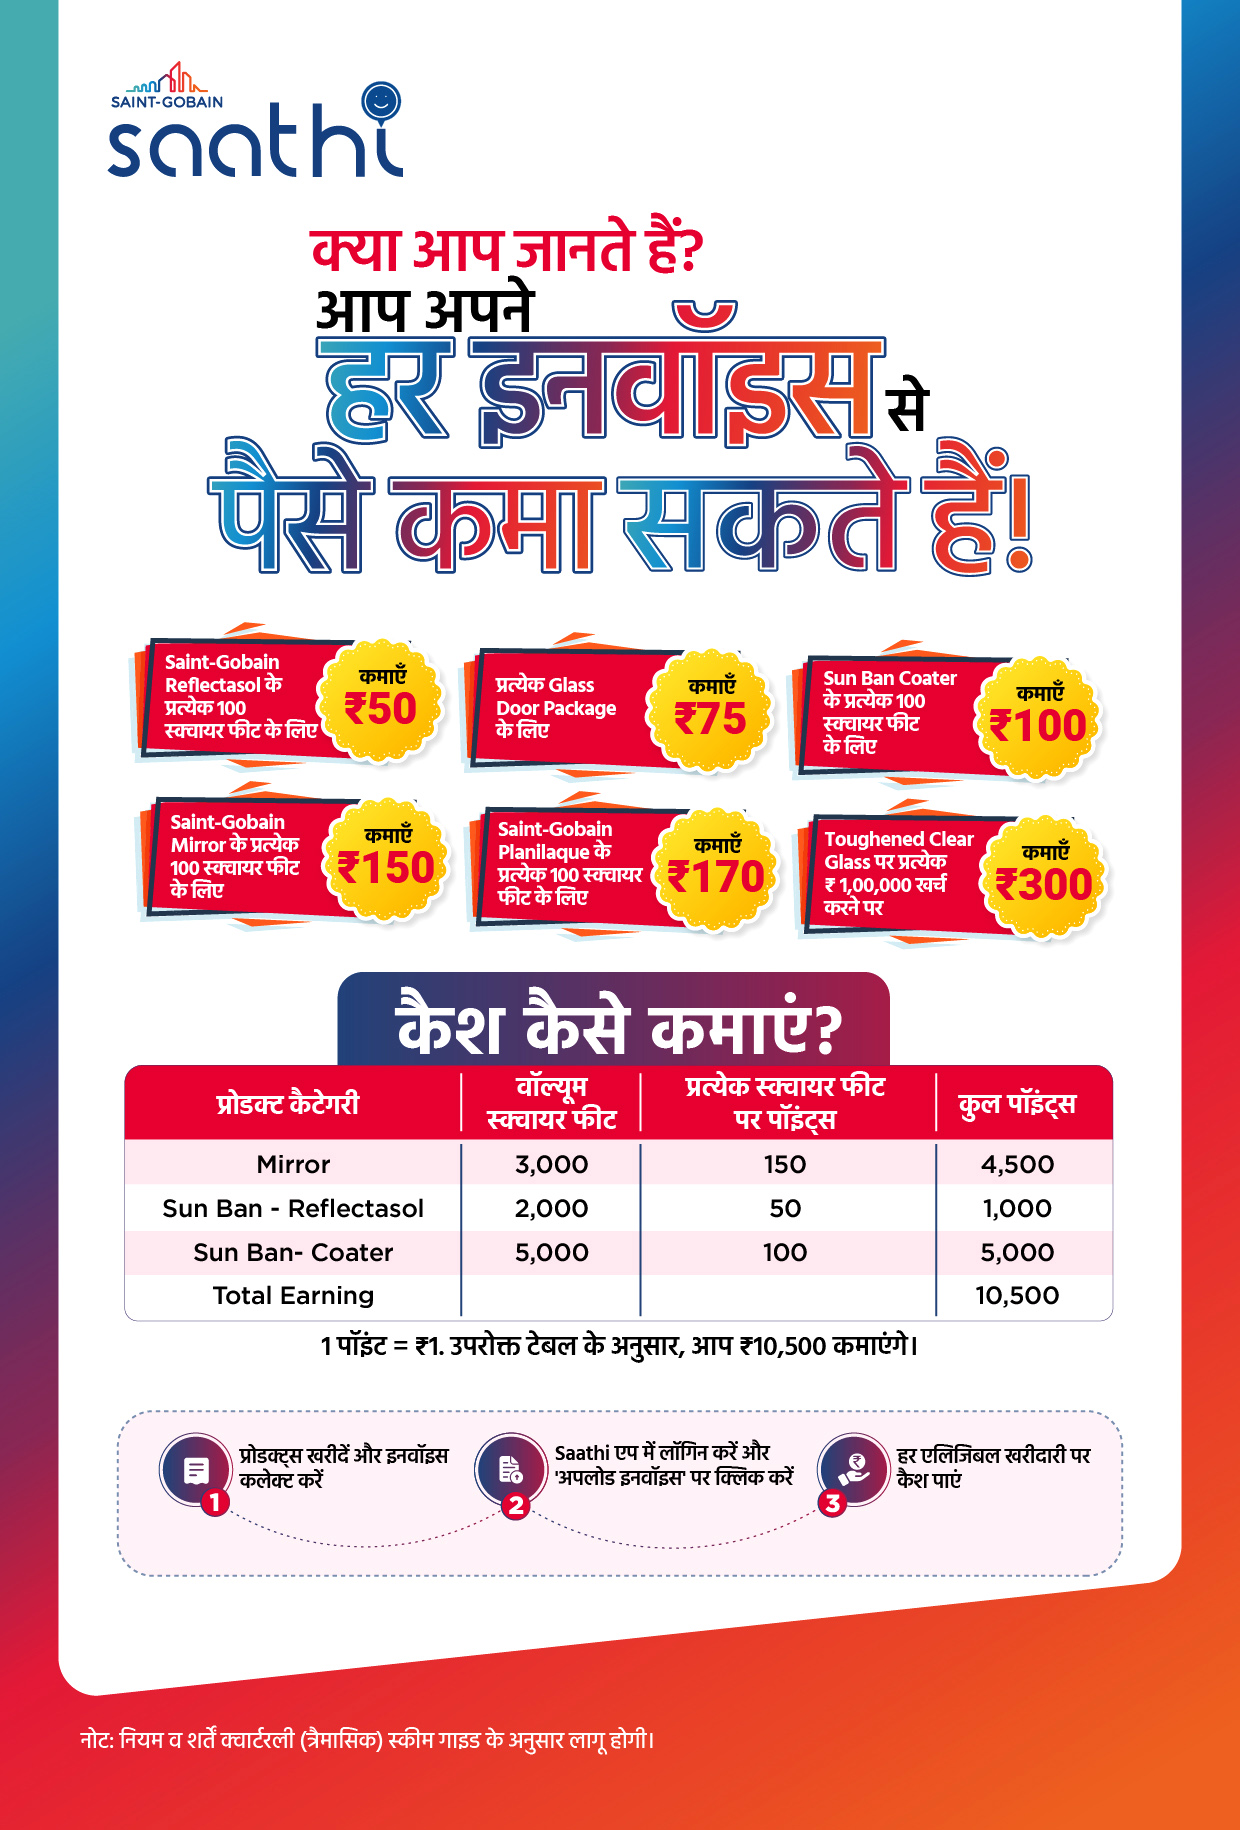 SAINT-GOBAIN
saathi
क्या आप जानते हैं?
आप अपने
हर इनवॉइस से
पैसे कमा सकते हैं!
Saint-Gobain
Reflectasol के
प्रत्येक 100
स्क्वायर फीट के लिए
कमाएँ
₹50
प्रत्येक Glass
Door Package
के लिए
कमाएँ
₹75
Sun Ban Coater
के प्रत्येक 100
स्क्वायर फीट
के लिए
कमाएँ
₹100
Saint-Gobain
Mirror के प्रत्येक
100 स्क्वायर फीट
के लिए
कमाएँ
₹150
Saint-Gobain
Planilaque के
प्रत्येक 100 स्क्वायर
फीट के लिए
कमाएँ
₹170
Toughened Clear
Glass पर प्रत्येक
₹ 1,00,000 खर्च
करने पर
कमाएँ
₹300
कैश कैसे कमाएं?
प्रोडक्ट कैटेगरी
वॉल्यूम
स्क्वायर फीट
प्रत्येक स्क्वायर फीट
पर पॉइंट्स
कुल पॉइंट्स
Mirror 3,000 150 4,500
Sun Ban - Reflectasol 2,000 50 1,000
Sun Ban- Coater 5,000 100 5,000
Total Earning 10,500
1 पॉइंट = ₹1. उपरोक्त टेबल के अनुसार, आप ₹10,500 कमाएंगे।
प्रोडक्ट्स खरीदें और इनवॉइस
कलेक्ट करें
1
Saathi एप में लॉगिन करें और
'अपलोड इनवॉइस' पर क्लिक करें
2
हर एलिजिबल खरीदारी पर
कैश पाएं
3
नोट: नियम व शर्तें क्वार्टरली (त्रैमासिक) स्कीम गाइड के अनुसार लागू होगी।